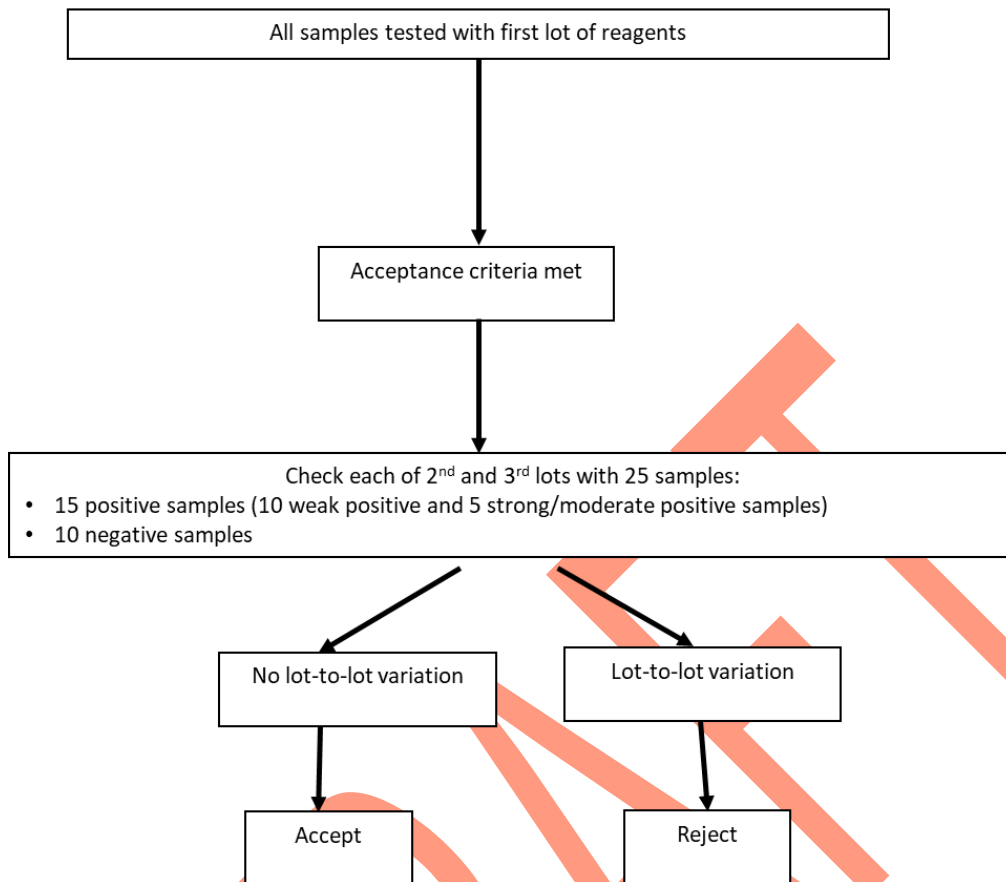 All samples tested with first lot of reagents
Acceptance criteria met
Check each of 2nd and 3rd lots with 25 samples:
• 15 positive samples (10 weak positive and 5 strong/moderate positive samples)
• 10 negative samples
No lot-to-lot variation
Lot-to-lot variation
Accept
Reject